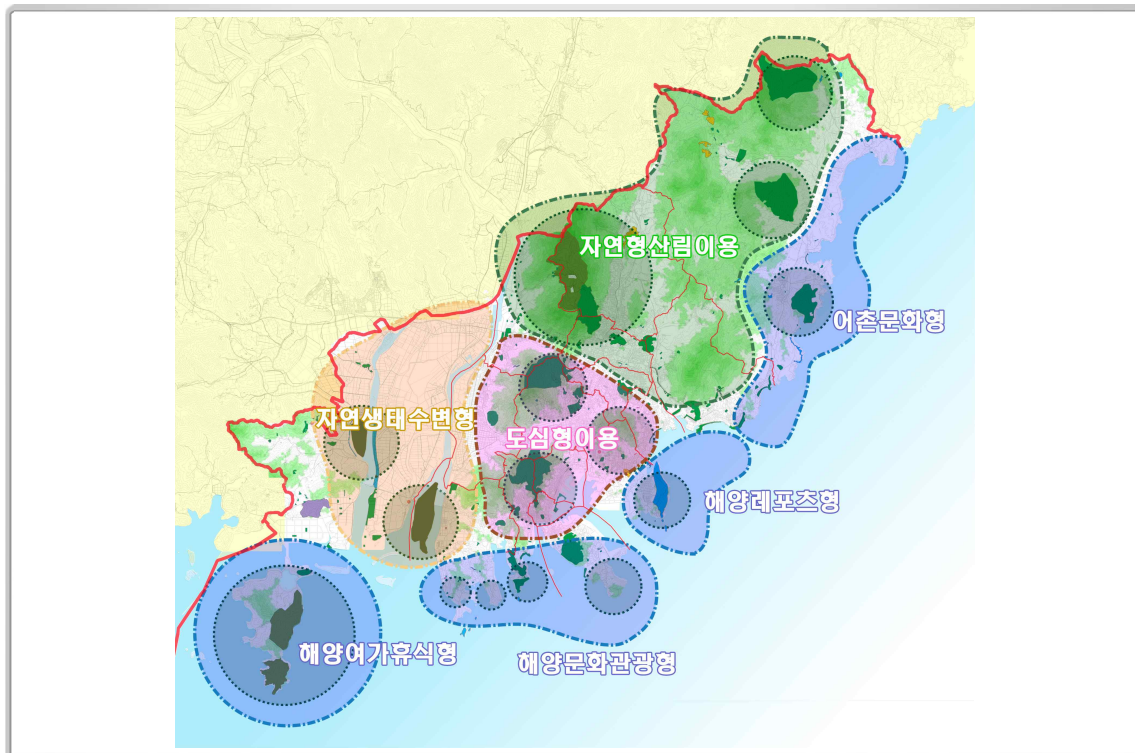 자연형산림이용
어촌문화형
자연생태수변형
도심형이용
해양레포츠형
해양여가휴식형
해양문화관광형